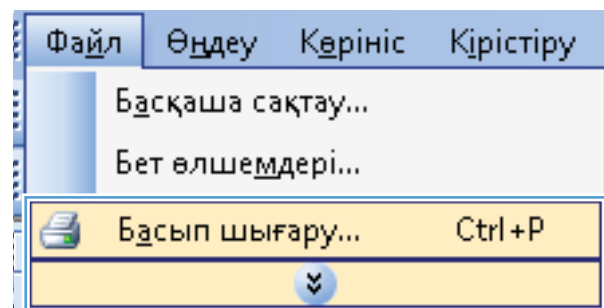 Файл Өңдеу Көрініс Кірістіру
Басқаша сақтау...
Бет өлшемдері...
Басып шығару... Ctrl+P